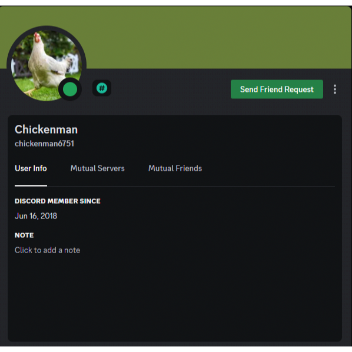 Send Friend Request
Chickenman
chickenman6751
User Info Mutual Servers Mutual Friends
DISCORD MEMBER SINCE
Jun 16, 2018
NOTE
Click to add a note